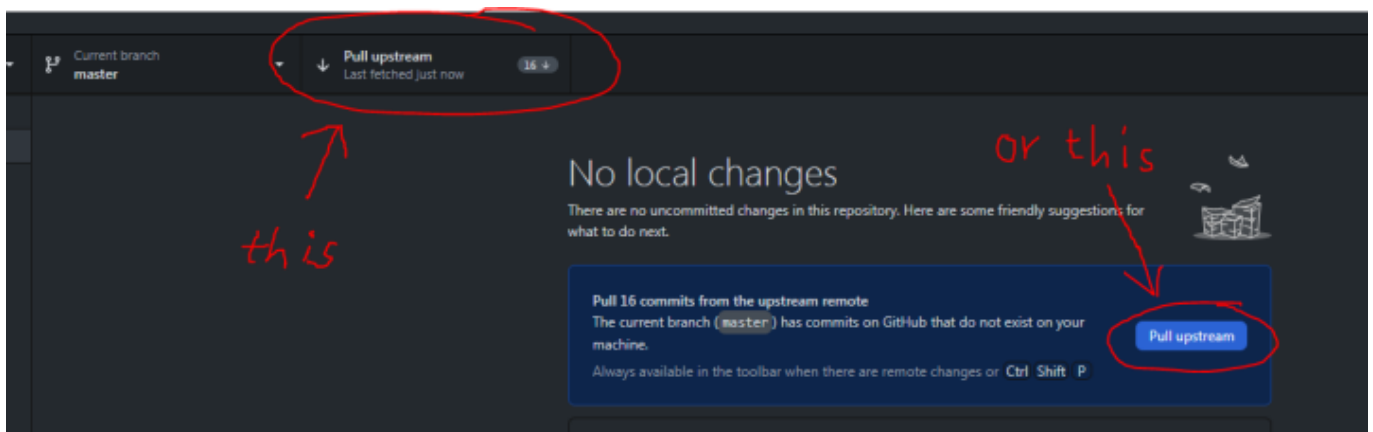 Current branch
master
Pull upstream
Last fetched just now
16
this
or this
No local changes
There are no uncommitted changes in this repository. Here are some friendly suggestions for
what to do next.
Pull 16 commits from the upstream remote
The current branch (master) has commits on GitHub that do not exist on your
machine.
Always available in the toolbar when there are remote changes or Ctrl Shift P
Pull upstream